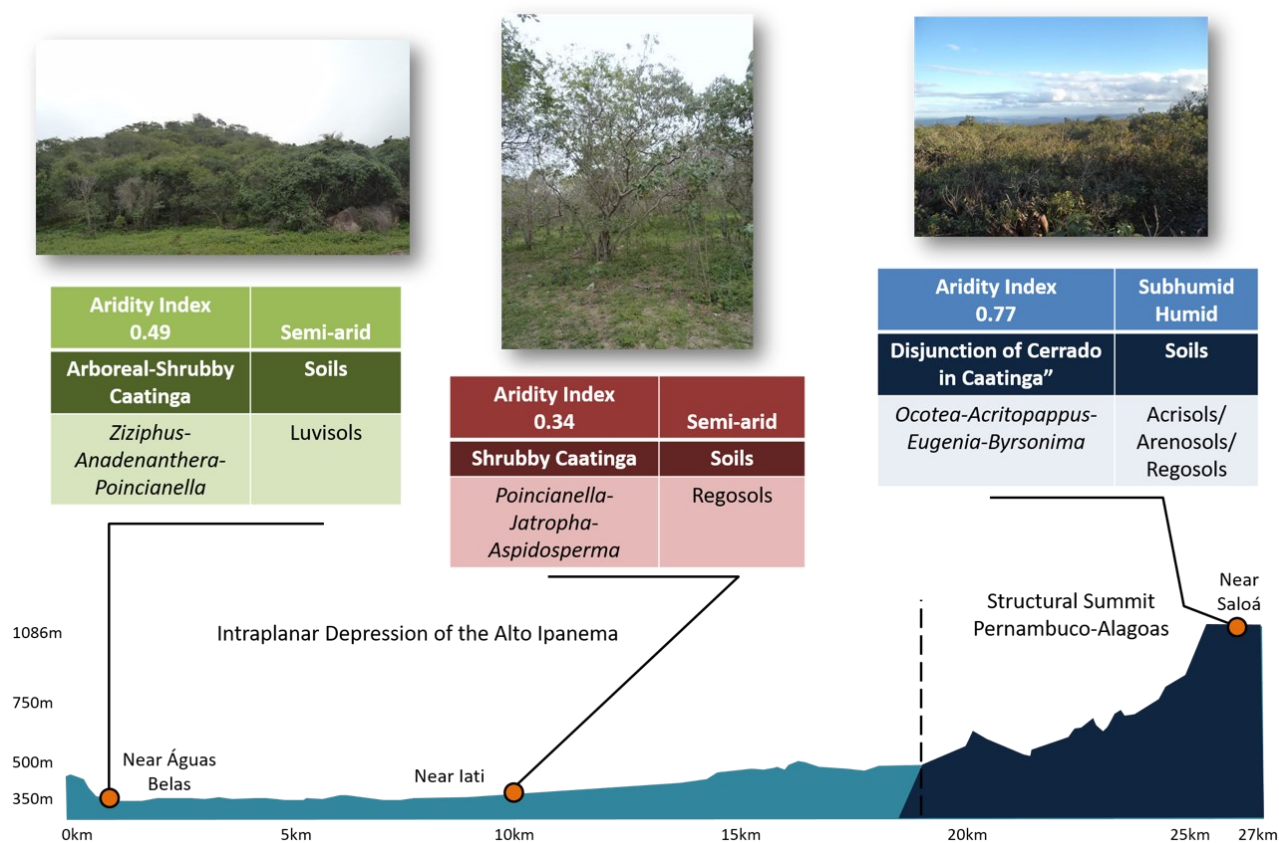 Aridity Index
0.49
Semi-arid
Arboreal-Shrubby
Caatinga
Soils
Ziziphus-
Anadenanthera-
Poincianella
Luvisols
Aridity Index
0.34
Semi-arid
Shrubby Caatinga
Soils
Poincianella-
Jatropha-
Aspidosperma
Regosols
Aridity Index
0.77
Subhumid
Humid
Disjunction of Cerrado
in Caatinga”
Soils
Ocotea-Acritopappus-
Eugenia-Byrsonima
Acrisols/
Arenosols/
Regosols
Intraplanar Depression of the Alto Ipanema
Structural Summit
Pernambuco-Alagoas
Near
Saloá
1086m
750m
500m
350m
Near Águas
Belas
Near Iati
0km
5km
10km
15km
20km
25km
27km